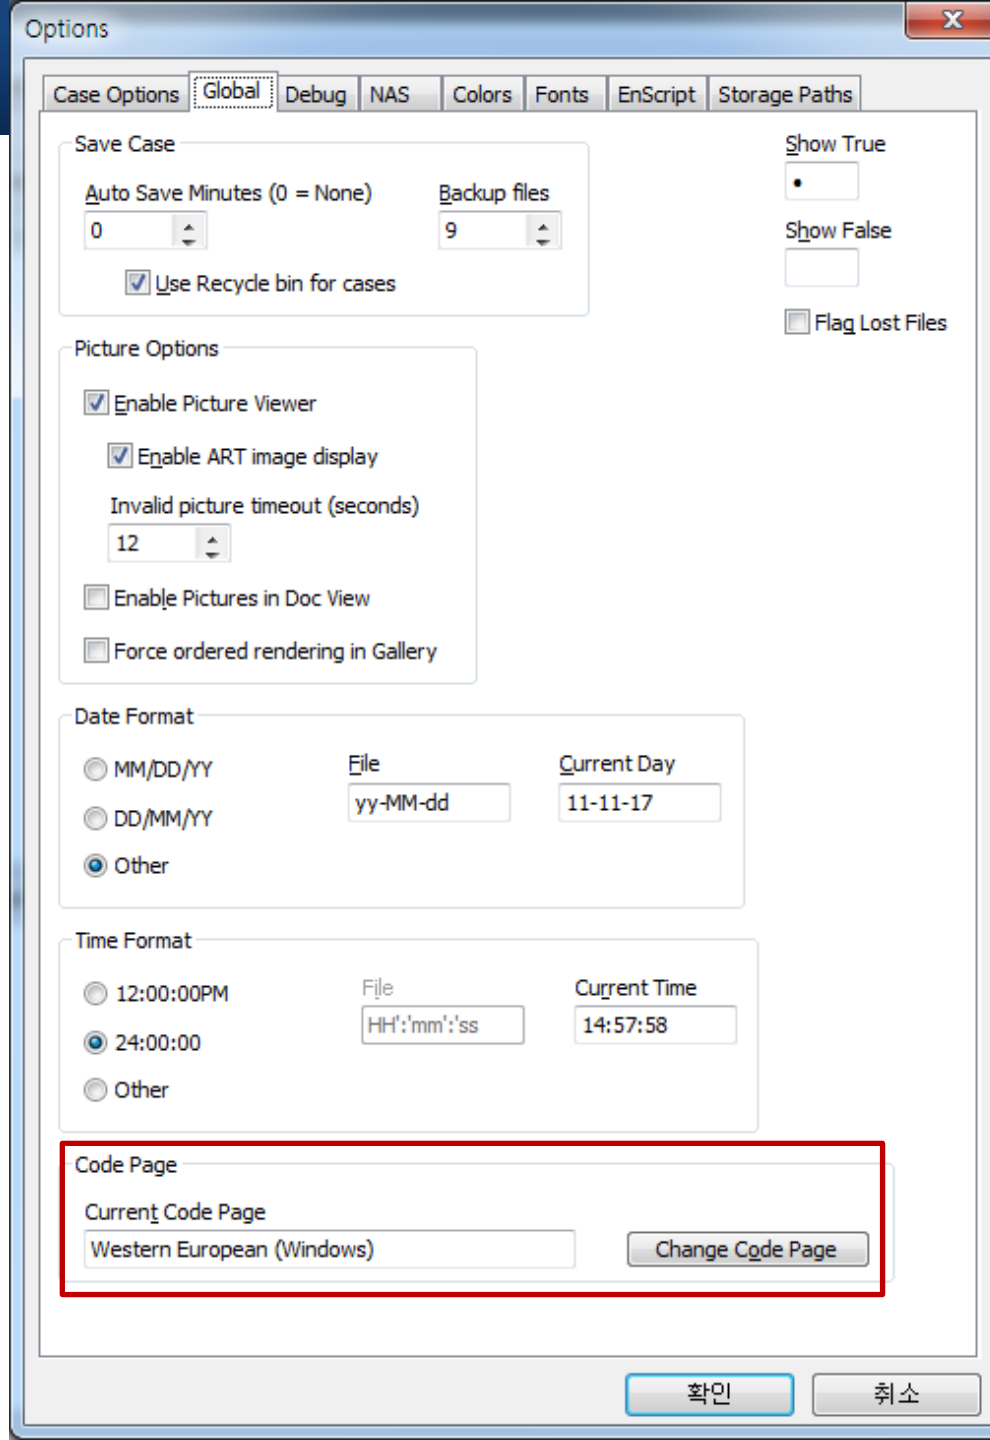 Options
x
Case Options Global Debug NAS Colors Fonts EnScript Storage Paths
Save Case
Auto Save Minutes (0 = None) Backup files
0 9
Use Recycle bin for cases
Show True
•
Show False
Flag Lost Files
Picture Options
Enable Picture Viewer
Enable ART image display
Invalid picture timeout (seconds)
12
Enable Pictures in Doc View
Force ordered rendering in Gallery
Date Format
MM/DD/YY
DD/MM/YY
Other
File Current Day
yy-MM-dd 11-11-17
Time Format
12:00:00PM
24:00:00
Other
File Current Time
HH':'mm':'ss 14:57:58
Code Page
Current Code Page
Western European (Windows) Change Code Page
확인 취소